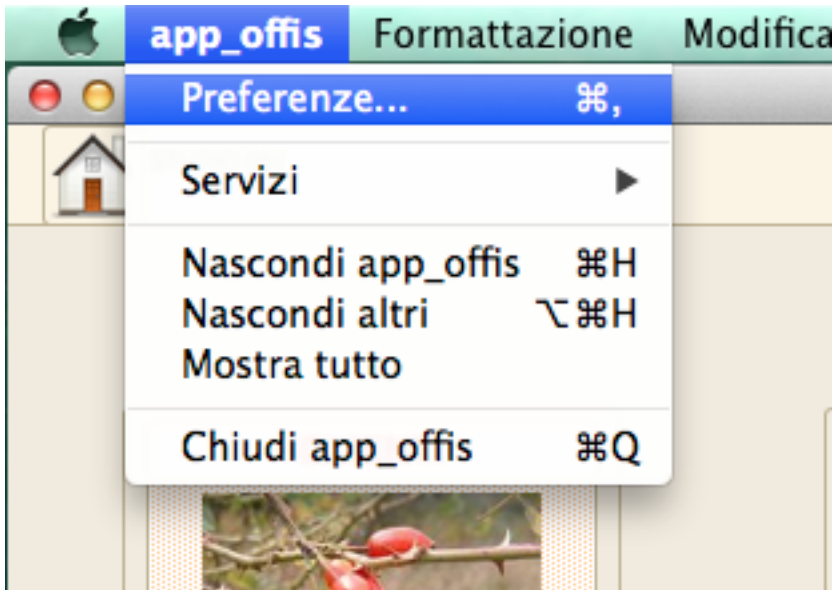 app_offis Formattazione Modifica
Preferenze... ⌘,
Servizi ▶
Nascondi app_offis ⌘H
Nascondi altri ⌥⌘H
Mostra tutto
Chiudi app_offis ⌘Q